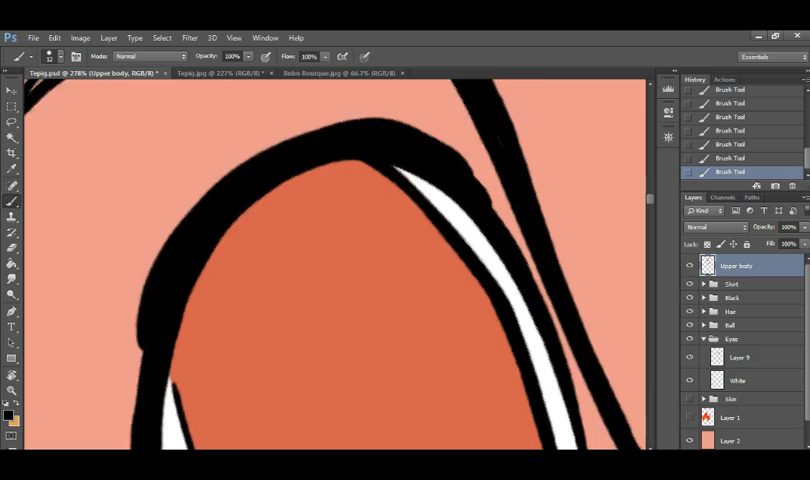 Ps File Edit Image Layer Type Select Filter 3D View Window Help
12 Mode: Normal Opacity: 100% Flow: 100% Essentials
Tepig.psd @ 278% (Upper body, RGB/8) * × Tepig.jpg @ 227% (RGB/8) * × Robn Bourque.jpg @ 66.7% (RGB/8) ×
History Actions
Brush Tool
Brush Tool
Brush Tool
Brush Tool
Brush Tool
Brush Tool
Brush Tool
Layers Channels Paths
Kind
Normal Opacity: 100%
Lock: Fill: 100%
Upper body
Shirt
Black
Hair
Ball
Eyes
Layer 9
White
Skin
Layer 1
Layer 2